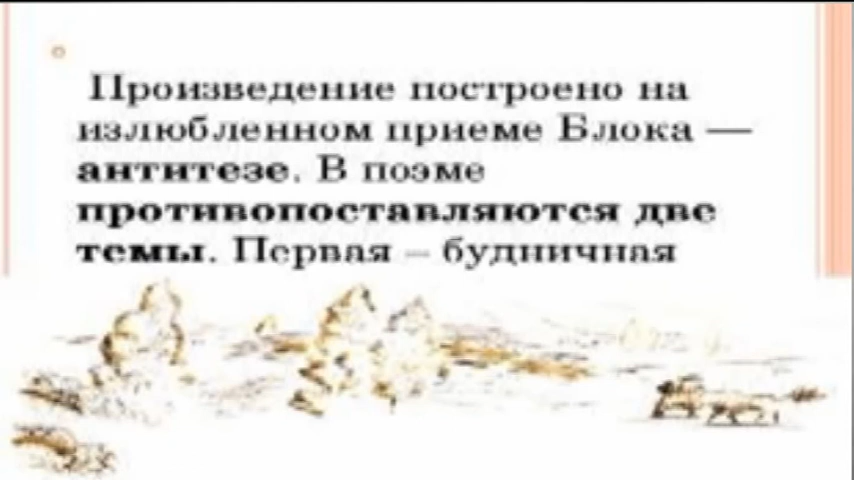 Произведение построено на
излюбленном приеме Блока —
антитезе. В поэме
противопоставляются две
темы. Первая – будничная